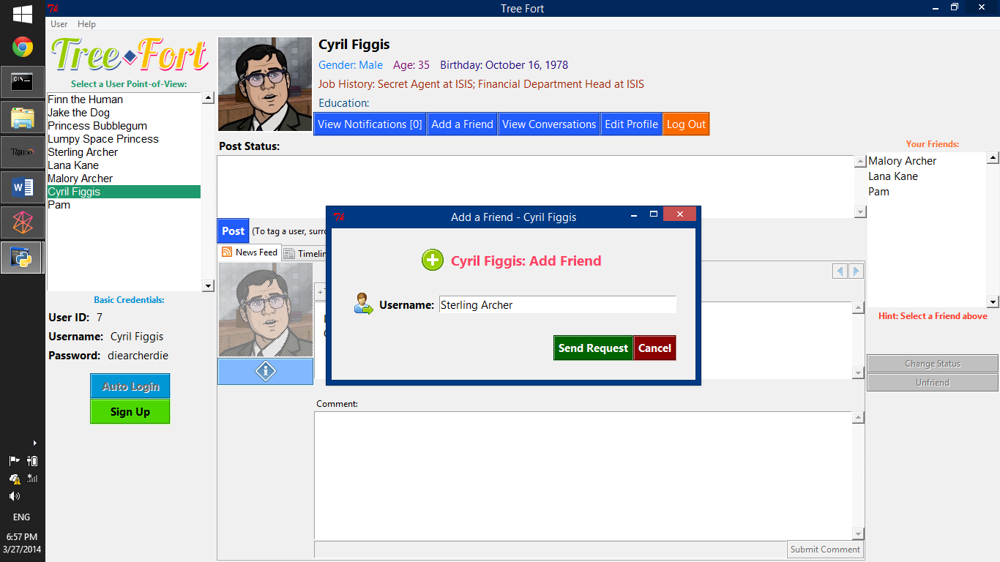 Tree Fort
User Help
Tree Fort
Select a User Point-of-View:
Finn the Human
Jake the Dog
Princess Bubblegum
Lumpy Space Princess
Sterling Archer
Lana Kane
Malory Archer
Cyril Figgis
Pam
Basic Credentials:
User ID: 7
Username: Cyril Figgis
Password: diearcherdie
Auto Login
Sign Up
Cyril Figgis
Gender: Male Age: 35 Birthday: October 16, 1978
Job History: Secret Agent at ISIS; Financial Department Head at ISIS
Education:
View Notifications [0] Add a Friend View Conversations Edit Profile Log Out
Post Status:
Post (To tag a user,
News Feed
Add a Friend - Cyril Figgis
Cyril Figgis: Add Friend
Username: Sterling Archer
Send Request Cancel
Comment:
Submit Comment
Your Friends:
Malory Archer
Lana Kane
Pam
Hint: Select a Friend above
Change Status
Unfriend
C:\.
W
ENG
6:57 PM
3/27/2014